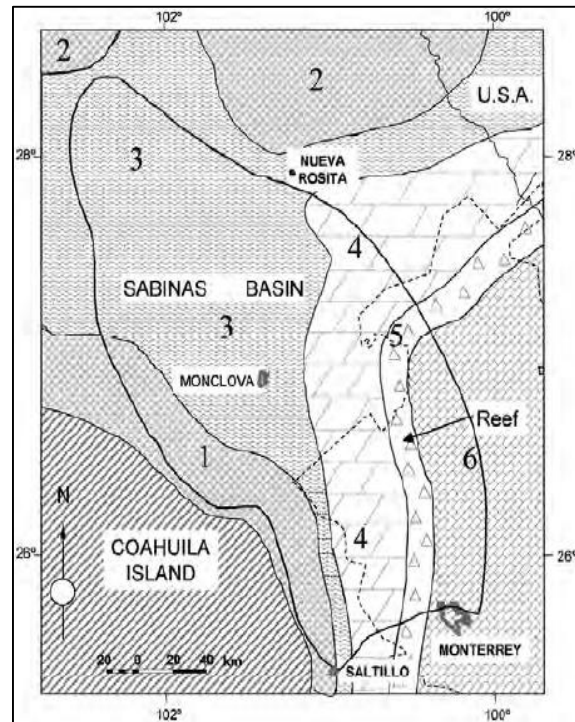 102°
100°
2
2
U.S.A.
28°
28°
NUEVA
ROSITA
3
4
SABINAS BASIN
3
5
MONCLOVA
Reef
1
6
N
4
26°
26°
COAHUILA
ISLAND
MONTERREY
20 0 20 40
km
SALTILLO
102°
100°